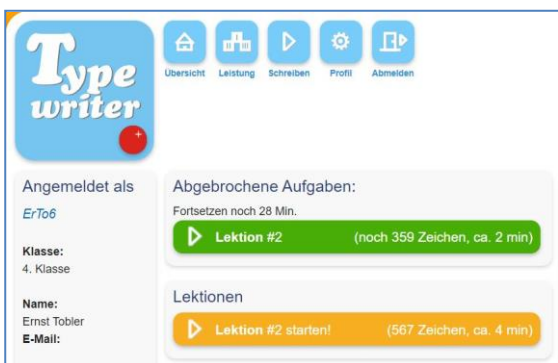 Type
writer
Übersicht
Leistung
Schreiben
Profil
Abmelden
Angemeldet als
ErTo6
Klasse:
4. Klasse
Name:
Ernst Tobler
E-Mail:
Abgebrochene Aufgaben:
Fortsetzen noch 28 Min.
Lektion #2 (noch 359 Zeichen, ca. 2 min)
Lektionen
Lektion #2 starten! (567 Zeichen, ca. 4 min)